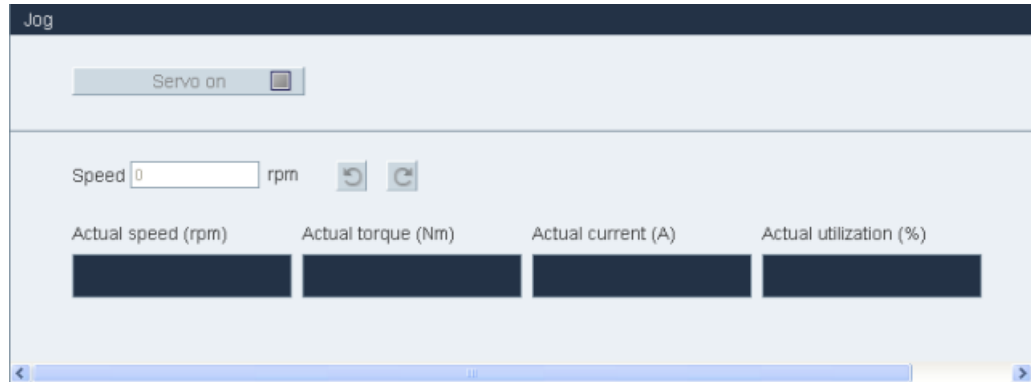 Jog
Servo on
Speed 0 rpm
Actual speed (rpm) Actual torque (Nm) Actual current (A) Actual utilization (%)